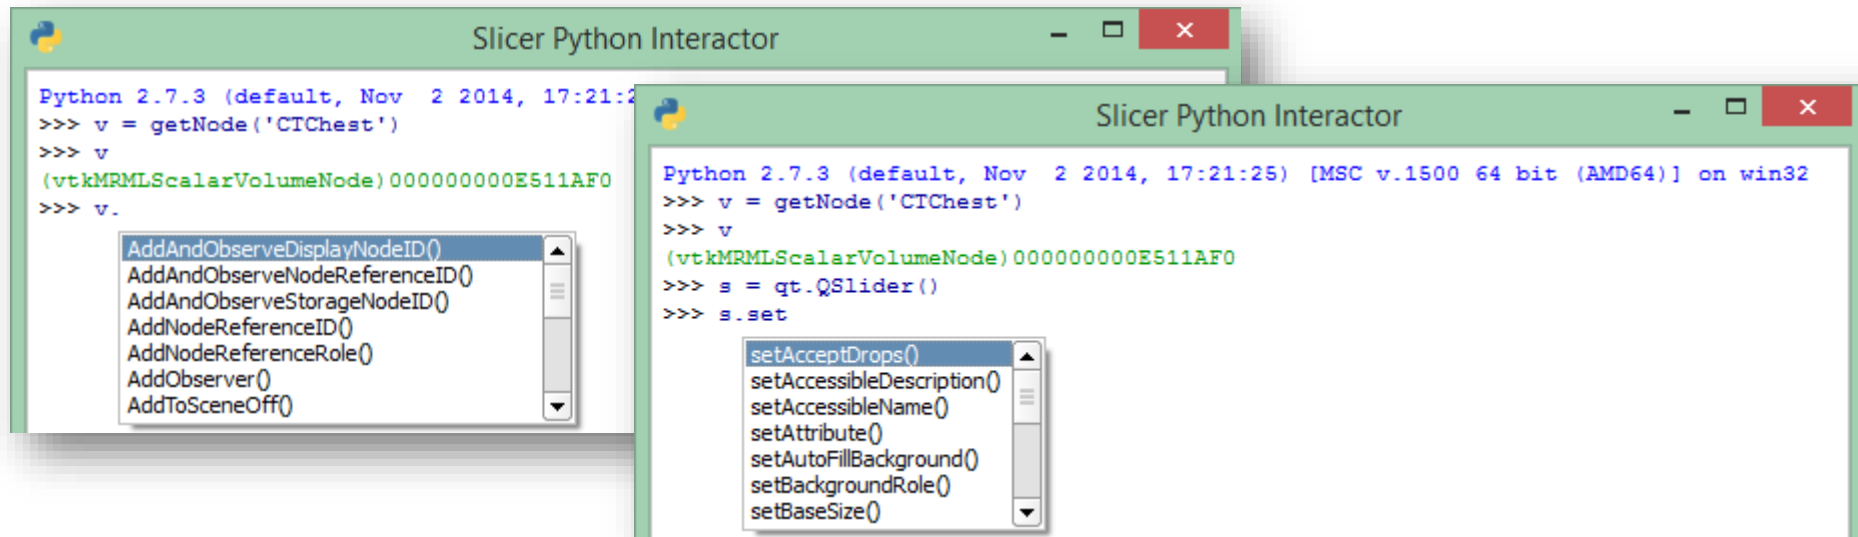 Slicer Python Interactor
Python 2.7.3 (default, Nov  2 2014, 17:21:2
>>> v = getNode('CTChest')
>>> v
(vtkMRMLScalarVolumeNode)000000000E511AF0
>>> v.
AddAndObserveDisplayNodeID()
AddAndObserveNodeReferenceID()
AddAndObserveStorageNodeID()
AddNodeReferenceID()
AddNodeReferenceRole()
AddObserver()
AddToSceneOff()
Slicer Python Interactor
Python 2.7.3 (default, Nov  2 2014, 17:21:25) [MSC v.1500 64 bit (AMD64)] on win32
>>> v = getNode('CTChest')
>>> v
(vtkMRMLScalarVolumeNode)000000000E511AF0
>>> s = qt.QSlider()
>>> s.set
setAcceptDrops()
setAccessibleDescription()
setAccessibleName()
setAttribute()
setAutoFillBackground()
setBackgroundRole()
setBaseSize()